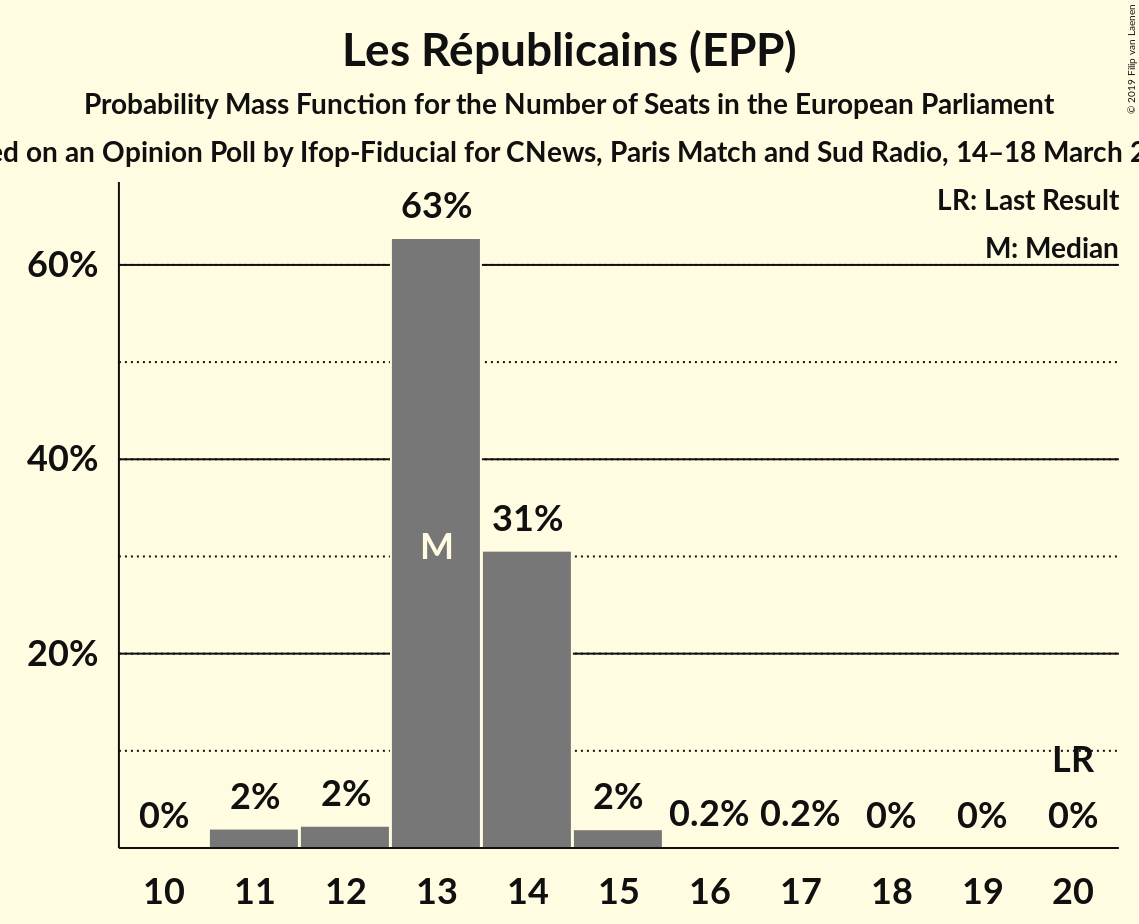 Les Républicains (EPP)
Probability Mass Function for the Number of Seats in the European Parliament
on an Opinion Poll by Ifop-Fiducial for CNews, Paris Match and Sud Radio, 14–18 March
© 2019 Filip van Laenen
LR: Last Result
M: Median
63%
60%
40%
31%
M
20%
LR
0% 2% 2% 2% 0.2% 0.2% 0% 0% 0%
10 11 12 13 14 15 16 17 18 19 20